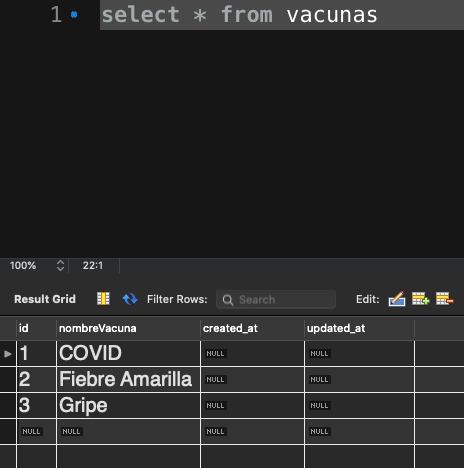 1 select * from vacunas
100% 22:1
Result Grid Filter Rows: Search Edit:
id nombreVacuna created_at updated_at
1 COVID NULL NULL
2 Fiebre Amarilla NULL NULL
3 Gripe NULL NULL
NULL NULL NULL NULL